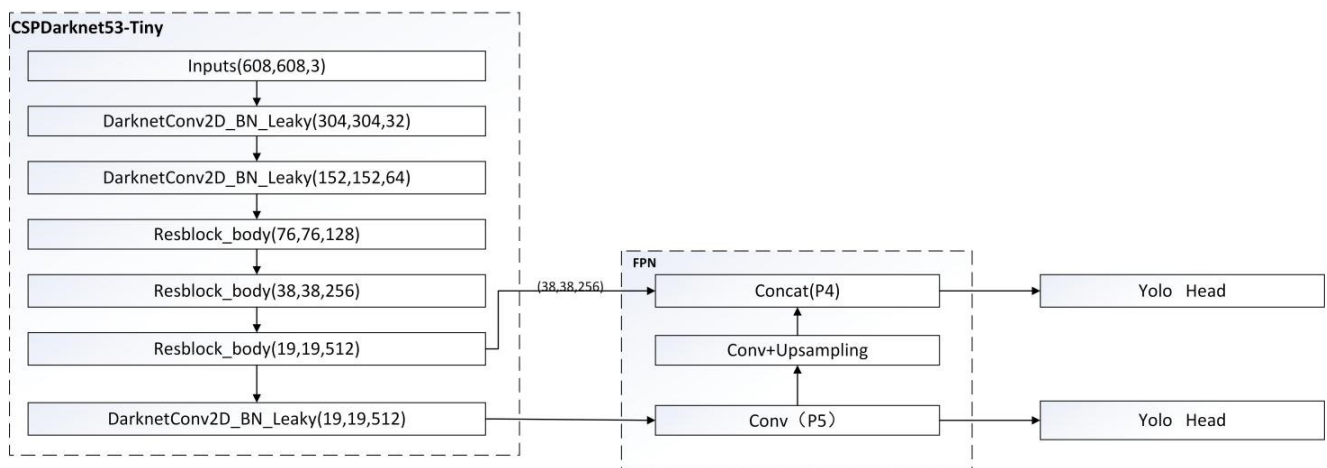 CSPDarknet53-Tiny
Inputs(608,608,3)
DarknetConv2D_BN_Leaky(304,304,32)
DarknetConv2D_BN_Leaky(152,152,64)
Resblock_body(76,76,128)
Resblock_body(38,38,256)
Resblock_body(19,19,512)
DarknetConv2D_BN_Leaky(19,19,512)
(38,38,256)
FPN
Concat(P4)
Conv+Upsampling
Conv（P5）
Yolo Head
Yolo Head